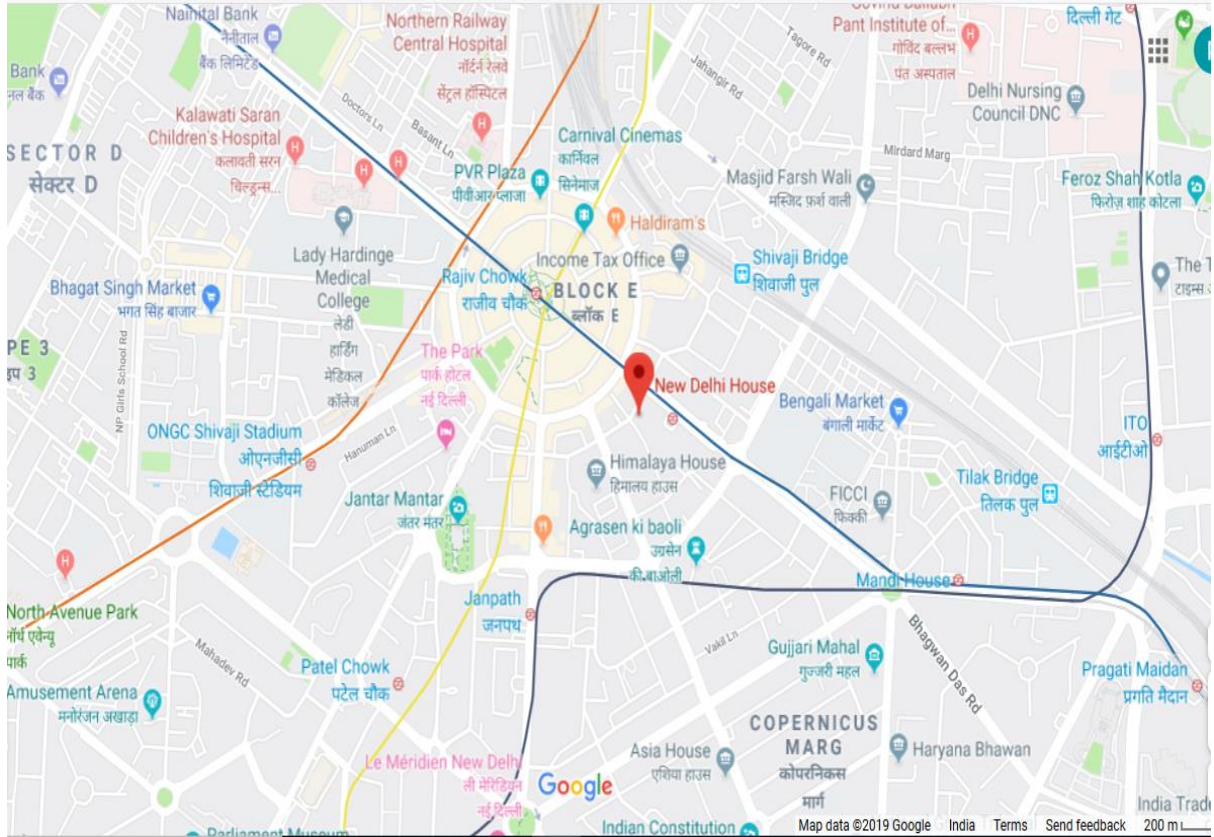 Nainital Bank
नैनीताल
बैंक लिमिटेड
Northern Railway
Central Hospital
नॉर्दर्न रेलवे
सेंट्रल हॉस्पिटल
Pant Institute of...
गोविंद बल्लभ
पंत अस्पताल
दिल्ली गेट
Tagore Rd
Jahangir Rd
Bank
Delhi Nursing
Council DNC
Doctors Ln
Basant Ln
Kalawati Saran
Children's Hospital
कलावती सरन
चिल्ड्रन्स...
SECTOR D
सेक्टर D
Carnival Cinemas
कार्निवल
सिनेमाज
PVR Plaza
पीवीआर प्लाजा
Mirdard Marg
Masjid Farsh Wali
मस्जिद फ़र्श वाली
Feroz Shah Kotla
फिरोज़ शाह कोटला
Haldiram's
Lady Hardinge
Medical
College
लेडी
हार्डिंग
मेडिकल
कॉलेज
Income Tax Office
Shivaji Bridge
शिवाजी पुल
Rajiv Chowk
राजीव चौक
BLOCK E
ब्लॉक E
Bhagat Singh Market
भगत सिंह बाजार
The T
टाइम्स
PE 3
इप 3
NP Girls School Rd
The Park
पार्क होटल
नई दिल्ली
New Delhi House
Bengali Market
बंगाली मार्केट
ITO
आईटीओ
ONGC Shivaji Stadium
ओएनजीसी
शिवाजी स्टेडियम
Hanuman Ln
Himalaya House
हिमालय हाउस
FICCI
फिक्की
Tilak Bridge
तिलक पुल
Jantar Mantar
जंतर मंतर
Agrasen ki baoli
उग्रसेन
की बाओली
Mandi House
North Avenue Park
नॉर्थ एवेन्यू
पार्क
Janpath
जनपथ
Mahadev Rd
Vakil Ln
Bhagwan Das Rd
Gujjari Mahal
गुज्जरी महल
Patel Chowk
पटेल चौक
Pragati Maidan
प्रगति मैदान
Amusement Arena
मनोरंजन अखाड़ा
COPERNICUS
MARG
कोपरनिकस
मार्ग
Le Méridien New Delhi
ली मेरिडियन
नई दिल्ली
Asia House
एशिया हाउस
Haryana Bhawan
Google
India Trade
Parliament Museum
Indian Constitution
Map data ©2019 Google India Terms Send feedback 200 m